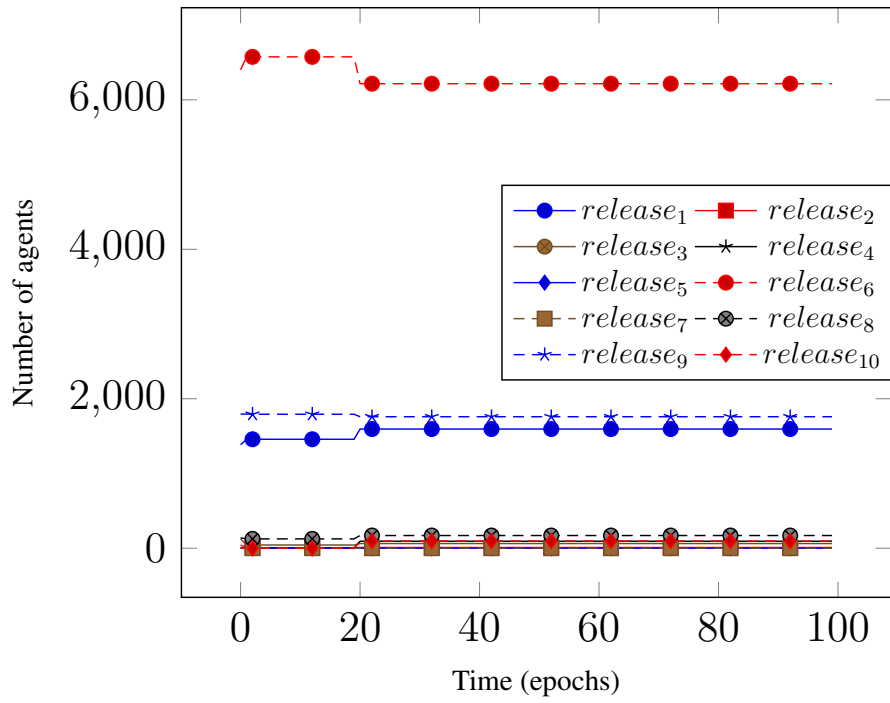 6,000
4,000
2,000
0
Number of agents
release₁ release₂
release₃ release₄
release₅ release₆
release₇ release₈
release₉ release₁₀
0 20 40 60 80 100
Time (epochs)